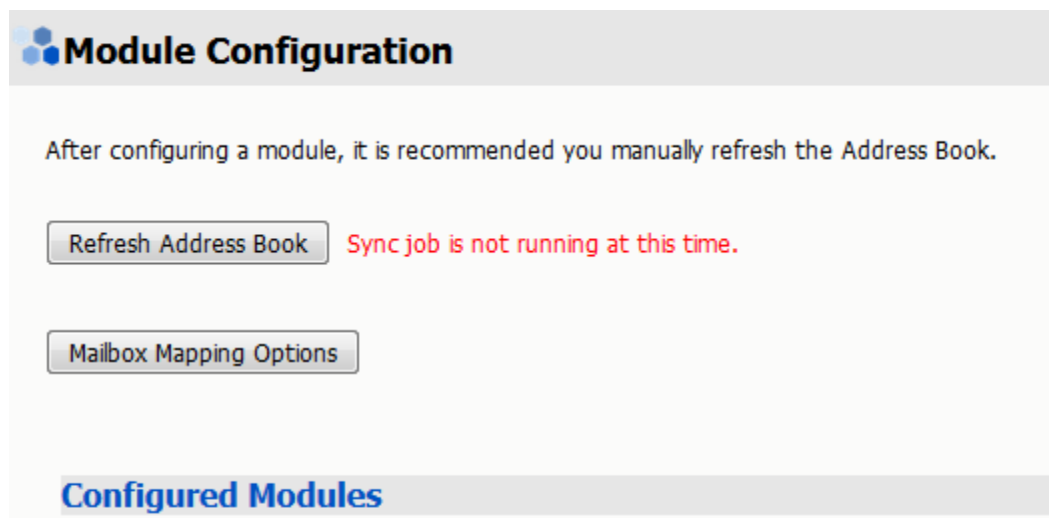 Module Configuration
After configuring a module, it is recommended you manually refresh the Address Book.
Refresh Address Book Sync job is not running at this time.
Mailbox Mapping Options
Configured Modules